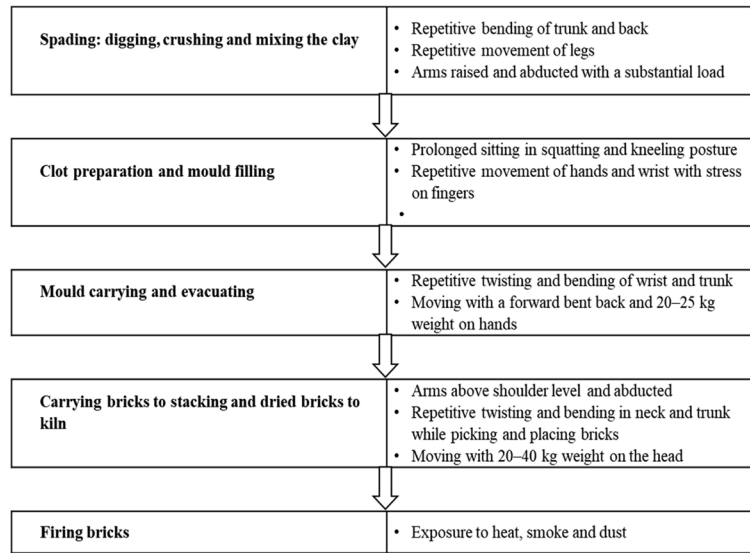 Spading: digging, crushing and mixing the clay
• Repetitive bending of trunk and back
• Repetitive movement of legs
• Arms raised and abducted with a substantial load
Clot preparation and mould filling
• Prolonged sitting in squatting and kneeling posture
• Repetitive movement of hands and wrist with stress
on fingers
•
Mould carrying and evacuating
• Repetitive twisting and bending of wrist and trunk
• Moving with a forward bent back and 20–25 kg
weight on hands
Carrying bricks to stacking and dried bricks to
kiln
• Arms above shoulder level and abducted
• Repetitive twisting and bending in neck and trunk
while picking and placing bricks
• Moving with 20–40 kg weight on the head
Firing bricks
• Exposure to heat, smoke and dust